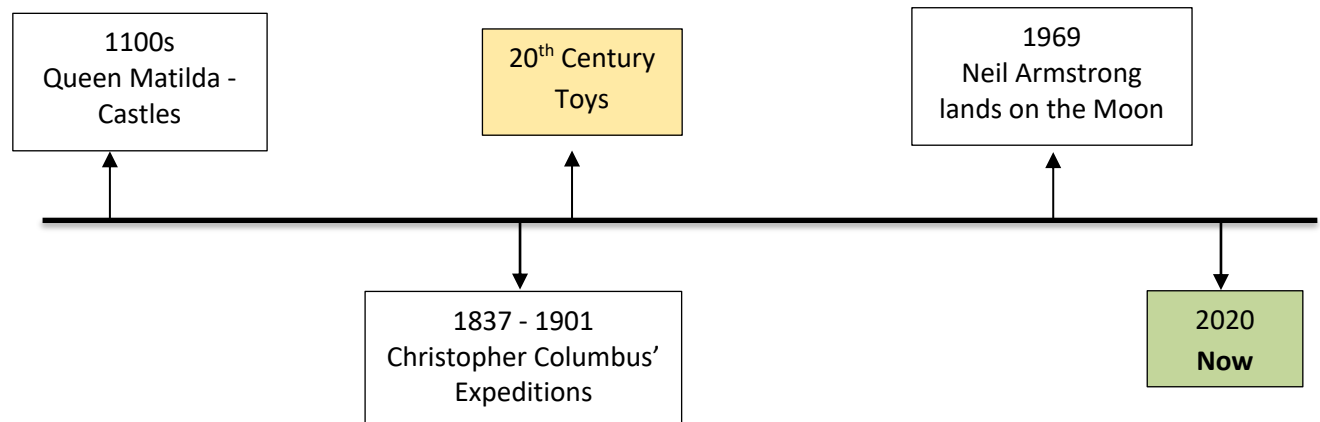 1100s
Queen Matilda -
Castles
20th Century
Toys
1969
Neil Armstrong
lands on the Moon
1837 - 1901
Christopher Columbus’
Expeditions
2020
Now